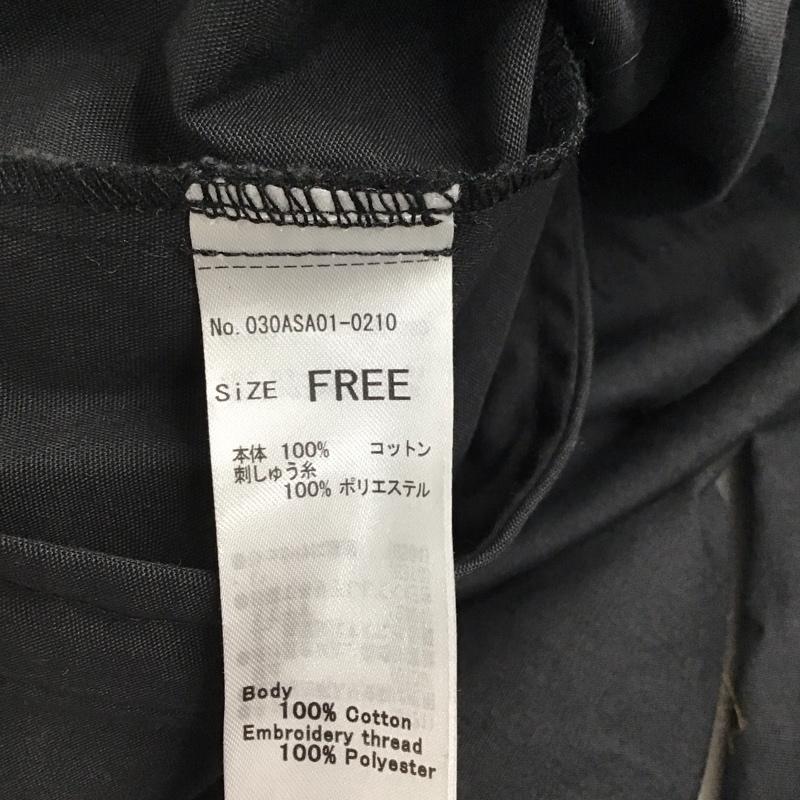 No. 030ASA01-0210
SiZE FREE
本体 100% コットン
刺しゅう糸
100% ポリエステル
Body
100% Cotton
Embroidery thread
100% Polyester